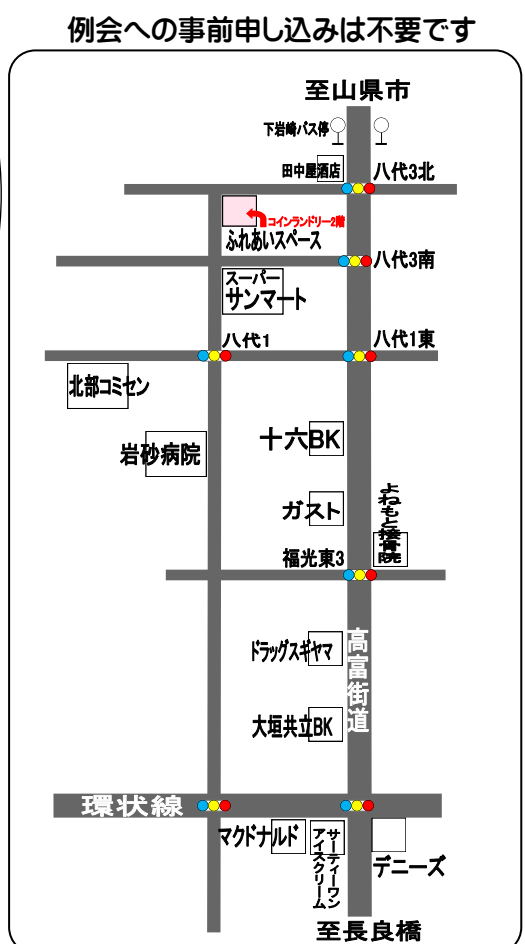 例会への事前申し込みは不要です
至山県市
下岩崎バス停
田中屋酒店
八代3北
コインランドリー2階
ふれあいスペース
八代3南
スーパー
サンマート
八代1
八代1東
北部コミセン
十六BK
岩砂病院
よねもと接骨院
ガスト
福光東3
高富街道
ドラッグスギヤマ
大垣共立BK
環状線
マクドナルド
サーティーワン
アイスクリーム
デニーズ
至長良橋